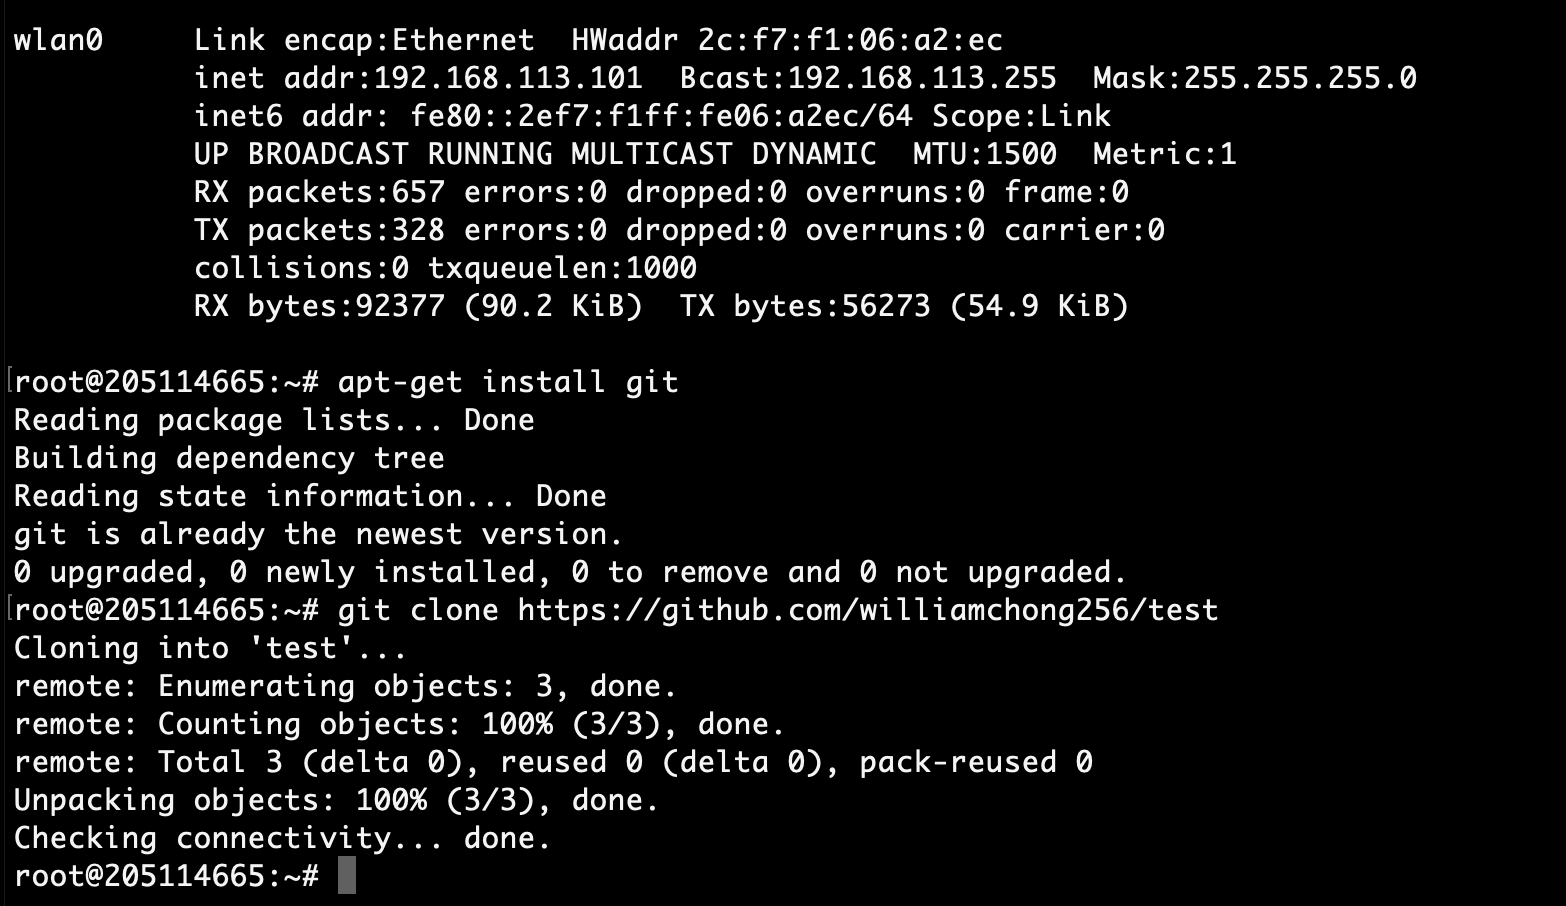 wlan0     Link encap:Ethernet  HWaddr 2c:f7:f1:06:a2:ec
          inet addr:192.168.113.101  Bcast:192.168.113.255  Mask:255.255.255.0
          inet6 addr: fe80::2ef7:f1ff:fe06:a2ec/64 Scope:Link
          UP BROADCAST RUNNING MULTICAST DYNAMIC  MTU:1500  Metric:1
          RX packets:657 errors:0 dropped:0 overruns:0 frame:0
          TX packets:328 errors:0 dropped:0 overruns:0 carrier:0
          collisions:0 txqueuelen:1000
          RX bytes:92377 (90.2 KiB)  TX bytes:56273 (54.9 KiB)

[root@205114665:~# apt-get install git
Reading package lists... Done
Building dependency tree
Reading state information... Done
git is already the newest version.
0 upgraded, 0 newly installed, 0 to remove and 0 not upgraded.
[root@205114665:~# git clone https://github.com/williamchong256/test
Cloning into 'test'...
remote: Enumerating objects: 3, done.
remote: Counting objects: 100% (3/3), done.
remote: Total 3 (delta 0), reused 0 (delta 0), pack-reused 0
Unpacking objects: 100% (3/3), done.
Checking connectivity... done.
root@205114665:~#